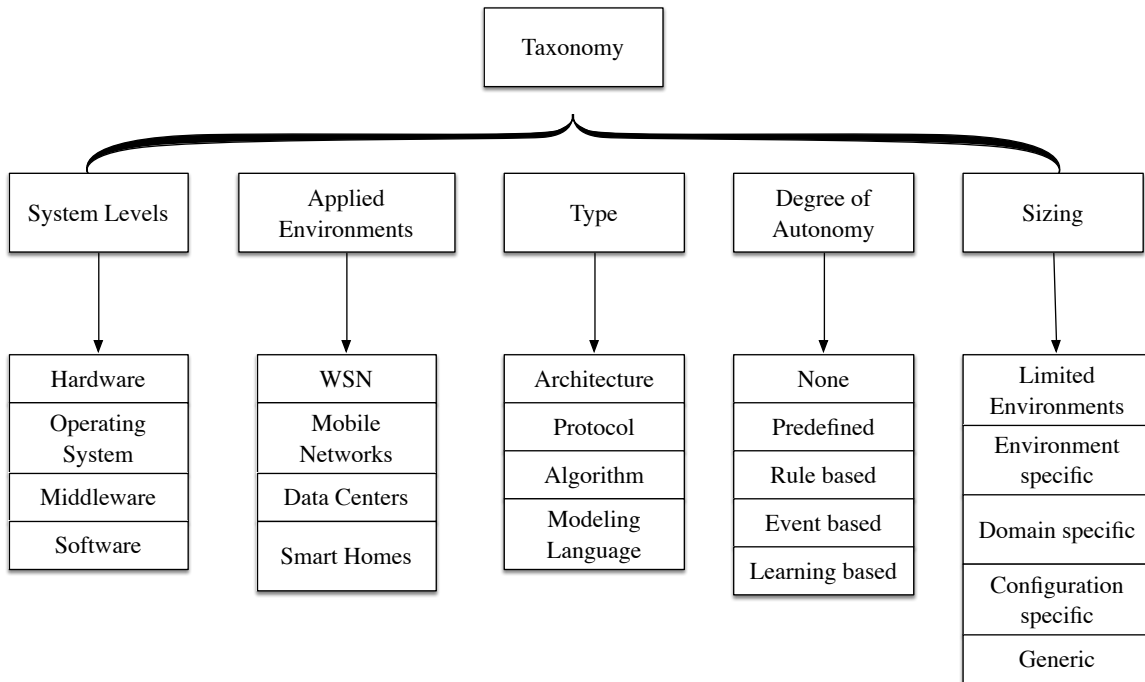 Taxonomy
System Levels
Applied
Environments
Type
Degree of
Autonomy
Sizing
Hardware
Operating
System
Middleware
Software
WSN
Mobile
Networks
Data Centers
Smart Homes
Architecture
Protocol
Algorithm
Modeling
Language
None
Predefined
Rule based
Event based
Learning based
Limited
Environments
Environment
specific
Domain specific
Configuration
specific
Generic